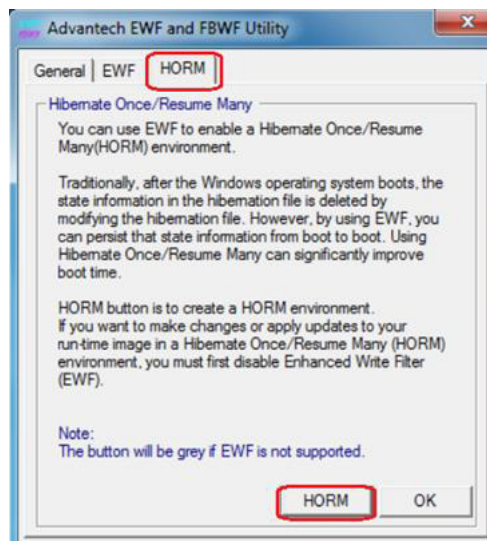 Advantech EWF and FBWF Utility
General EWF HORM
Hibernate Once/Resume Many
You can use EWF to enable a Hibernate Once/Resume
Many(HORM) environment.
Traditionally, after the Windows operating system boots, the
state information in the hibernation file is deleted by
modifying the hibernation file. However, by using EWF, you
can persist that state information from boot to boot. Using
Hibernate Once/Resume Many can significantly improve
boot time.
HORM button is to create a HORM environment.
If you want to make changes or apply updates to your
run-time image in a Hibernate Once/Resume Many (HORM)
environment, you must first disable Enhanced Write Filter
(EWF).
Note:
The button will be grey if EWF is not supported.
HORM OK